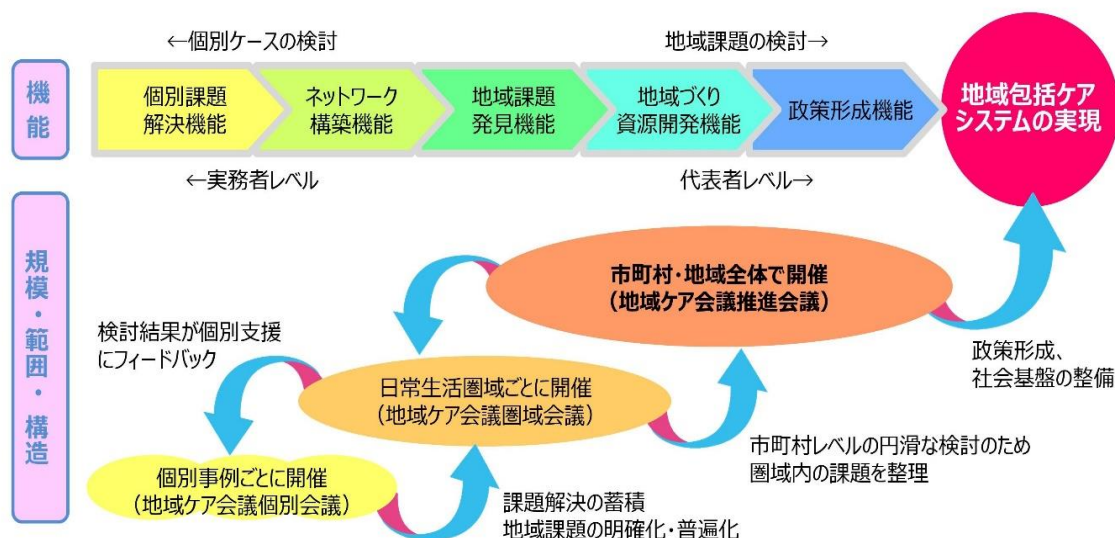 ←個別ケースの検討
地域課題の検討→
機能
個別課題
解決機能
ネットワーク
構築機能
地域課題
発見機能
地域づくり
資源開発機能
政策形成機能
地域包括ケア
システムの実現
←実務者レベル
代表者レベル→
規模・範囲・構造
市町村・地域全体で開催
（地域ケア会議推進会議）
検討結果が個別支援
にフィードバック
日常生活圏域ごとに開催
（地域ケア会議圏域会議）
政策形成、
社会基盤の整備
市町村レベルの円滑な検討のため
圏域内の課題を整理
個別事例ごとに開催
（地域ケア会議個別会議）
課題解決の蓄積
地域課題の明確化・普遍化